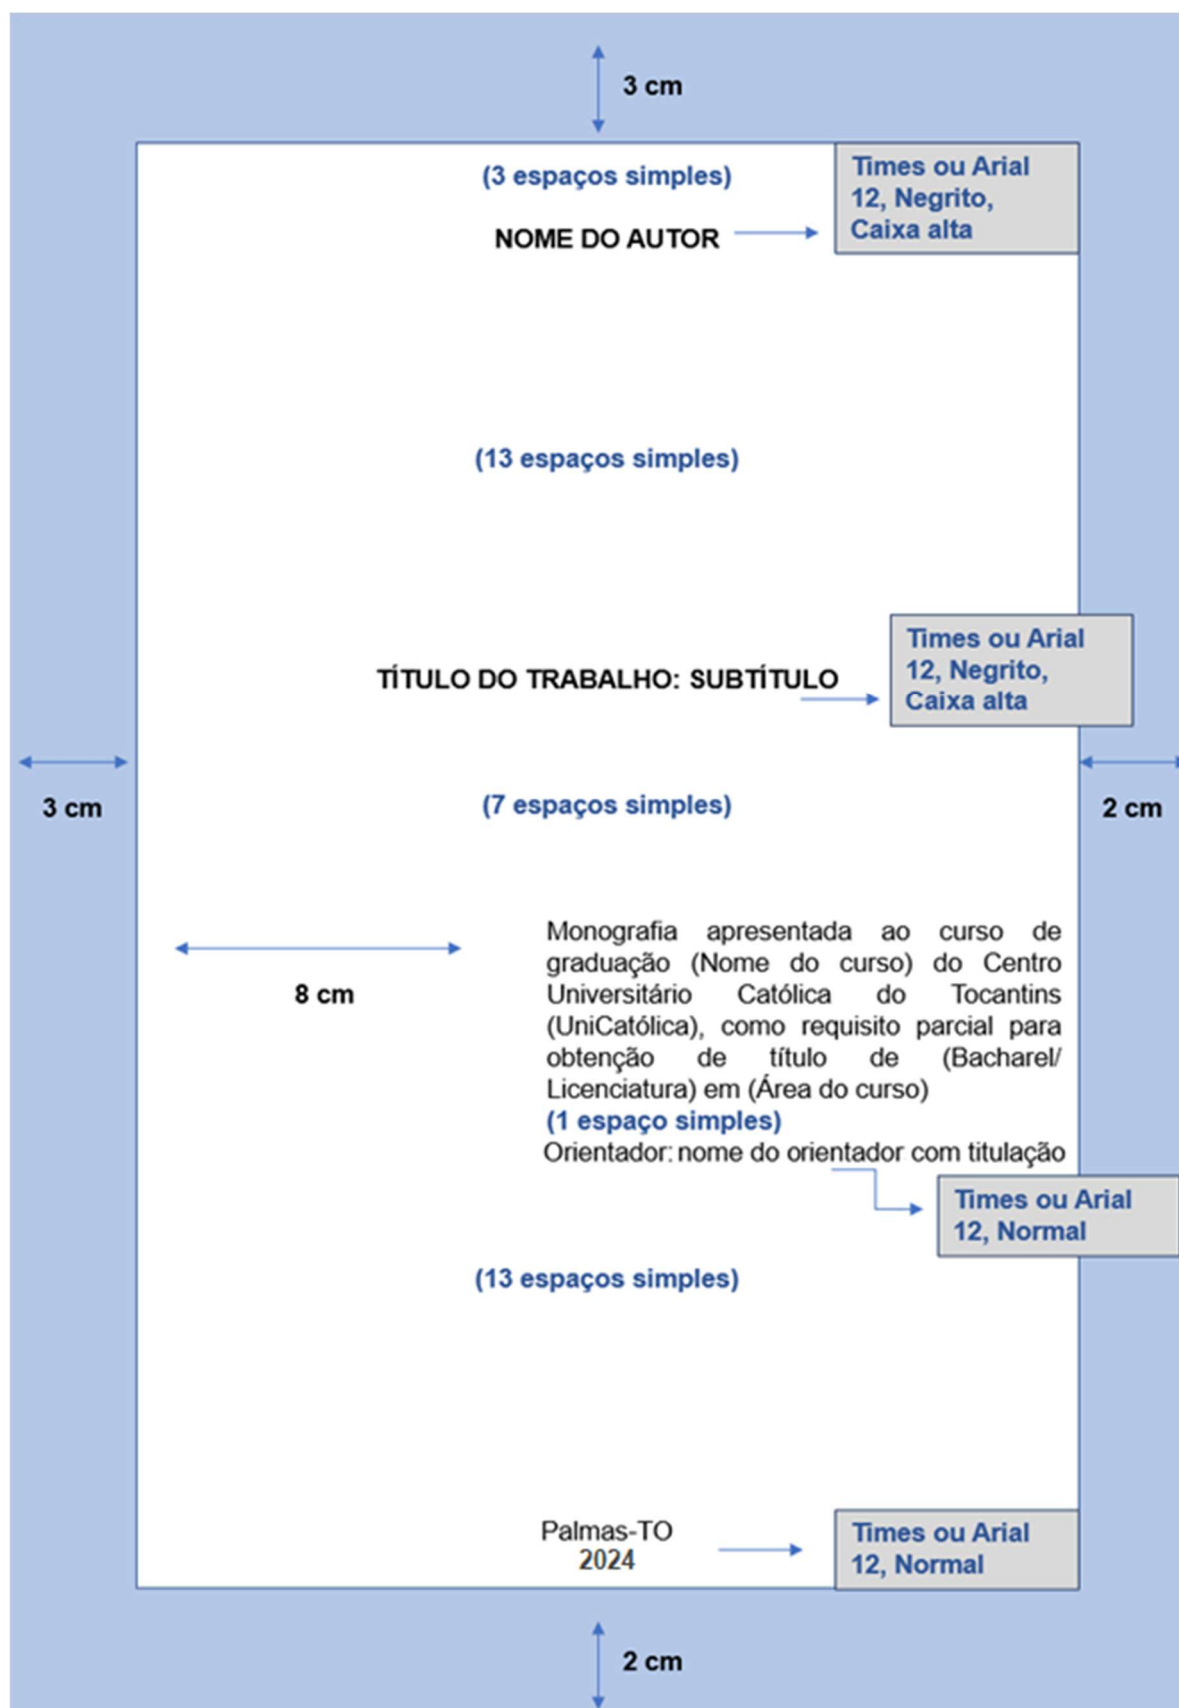 3 cm
(3 espaços simples)
Times ou Arial
12, Negrito,
Caixa alta
NOME DO AUTOR
(13 espaços simples)
Times ou Arial
12, Negrito,
Caixa alta
TÍTULO DO TRABALHO: SUBTÍTULO
3 cm
(7 espaços simples)
2 cm
8 cm
Monografia apresentada ao curso de
graduação (Nome do curso) do Centro
Universitário Católica do Tocantins
(UniCatólica), como requisito parcial para
obtenção de título de (Bacharel/
Licenciatura) em (Área do curso)
(1 espaço simples)
Orientador: nome do orientador com titulação
Times ou Arial
12, Normal
(13 espaços simples)
Palmas-TO
2024
Times ou Arial
12, Normal
2 cm